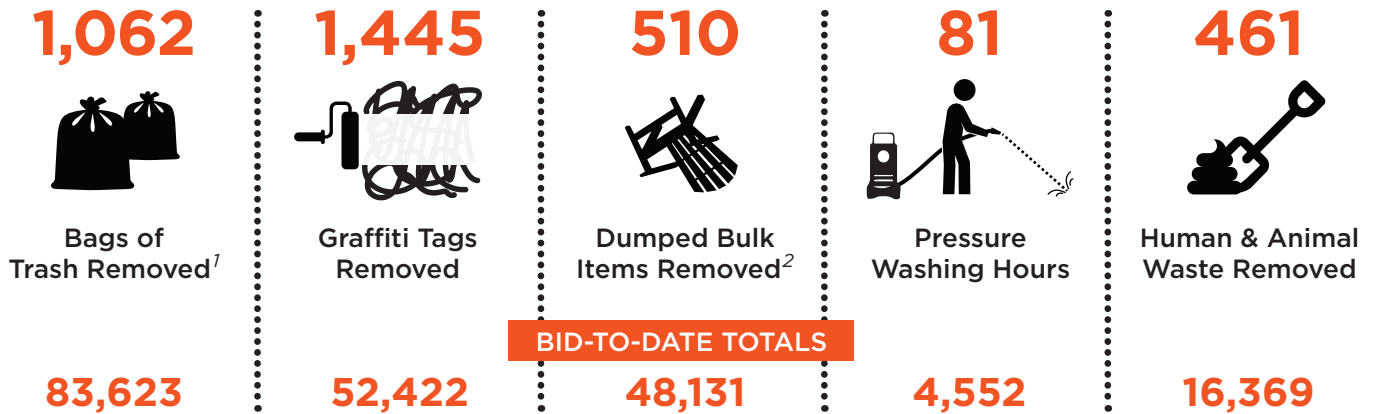 1,062
1,445
510
81
461
Bags of
Trash Removed1
Graffiti Tags
Removed
Dumped Bulk
Items Removed2
Pressure
Washing Hours
Human & Animal
Waste Removed
BID-TO-DATE TOTALS
83,623
52,422
48,131
4,552
16,369